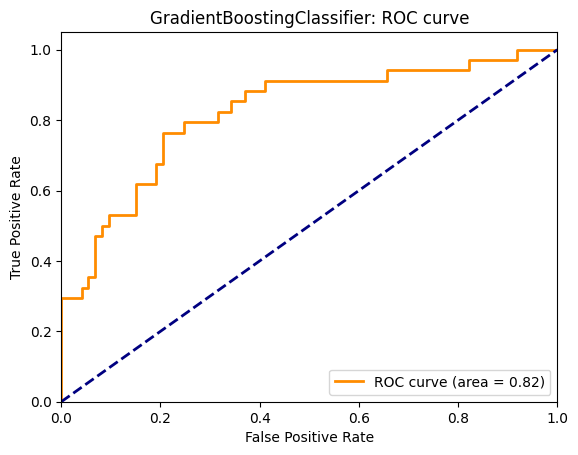 GradientBoostingClassifier: ROC curve
True Positive Rate
1.0
0.8
0.6
0.4
0.2
0.0
ROC curve (area = 0.82)
0.0 0.2 0.4 0.6 0.8 1.0
False Positive Rate